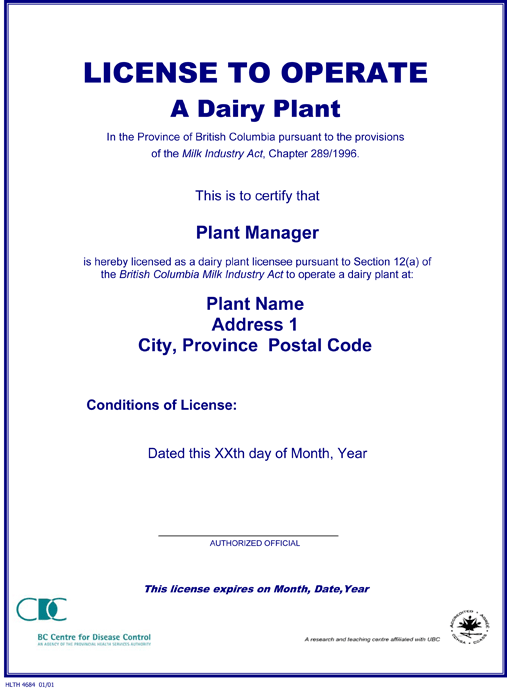 LICENSE TO OPERATE
A Dairy Plant
In the Province of British Columbia pursuant to the provisions
of the Milk Industry Act, Chapter 289/1996.
This is to certify that
Plant Manager
is hereby licensed as a dairy plant licensee pursuant to Section 12(a) of
the British Columbia Milk Industry Act to operate a dairy plant at:
Plant Name
Address 1
City, Province Postal Code
Conditions of License:
Dated this XXth day of Month, Year
AUTHORIZED OFFICIAL
This license expires on Month, Date,Year
CDC
BC Centre for Disease Control
AN AGENCY OF THE PROVINCIAL HEALTH SERVICES AUTHORITY
A research and teaching centre affiliated with UBC
HLTH 4684 01/01